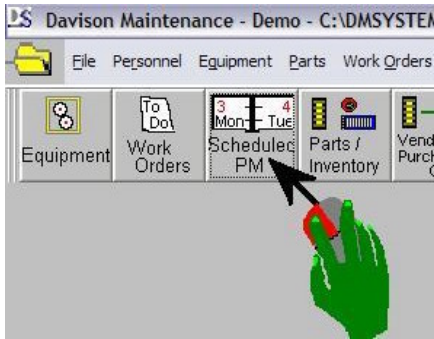 DS Davison Maintenance - Demo - C:\DMSYSTEM
File Personnel Equipment Parts Work Orders
Equipment
To
Do
Work
Orders
3 4
Mon Tue
Scheduled
PM
Parts /
Inventory
Vend
Purch